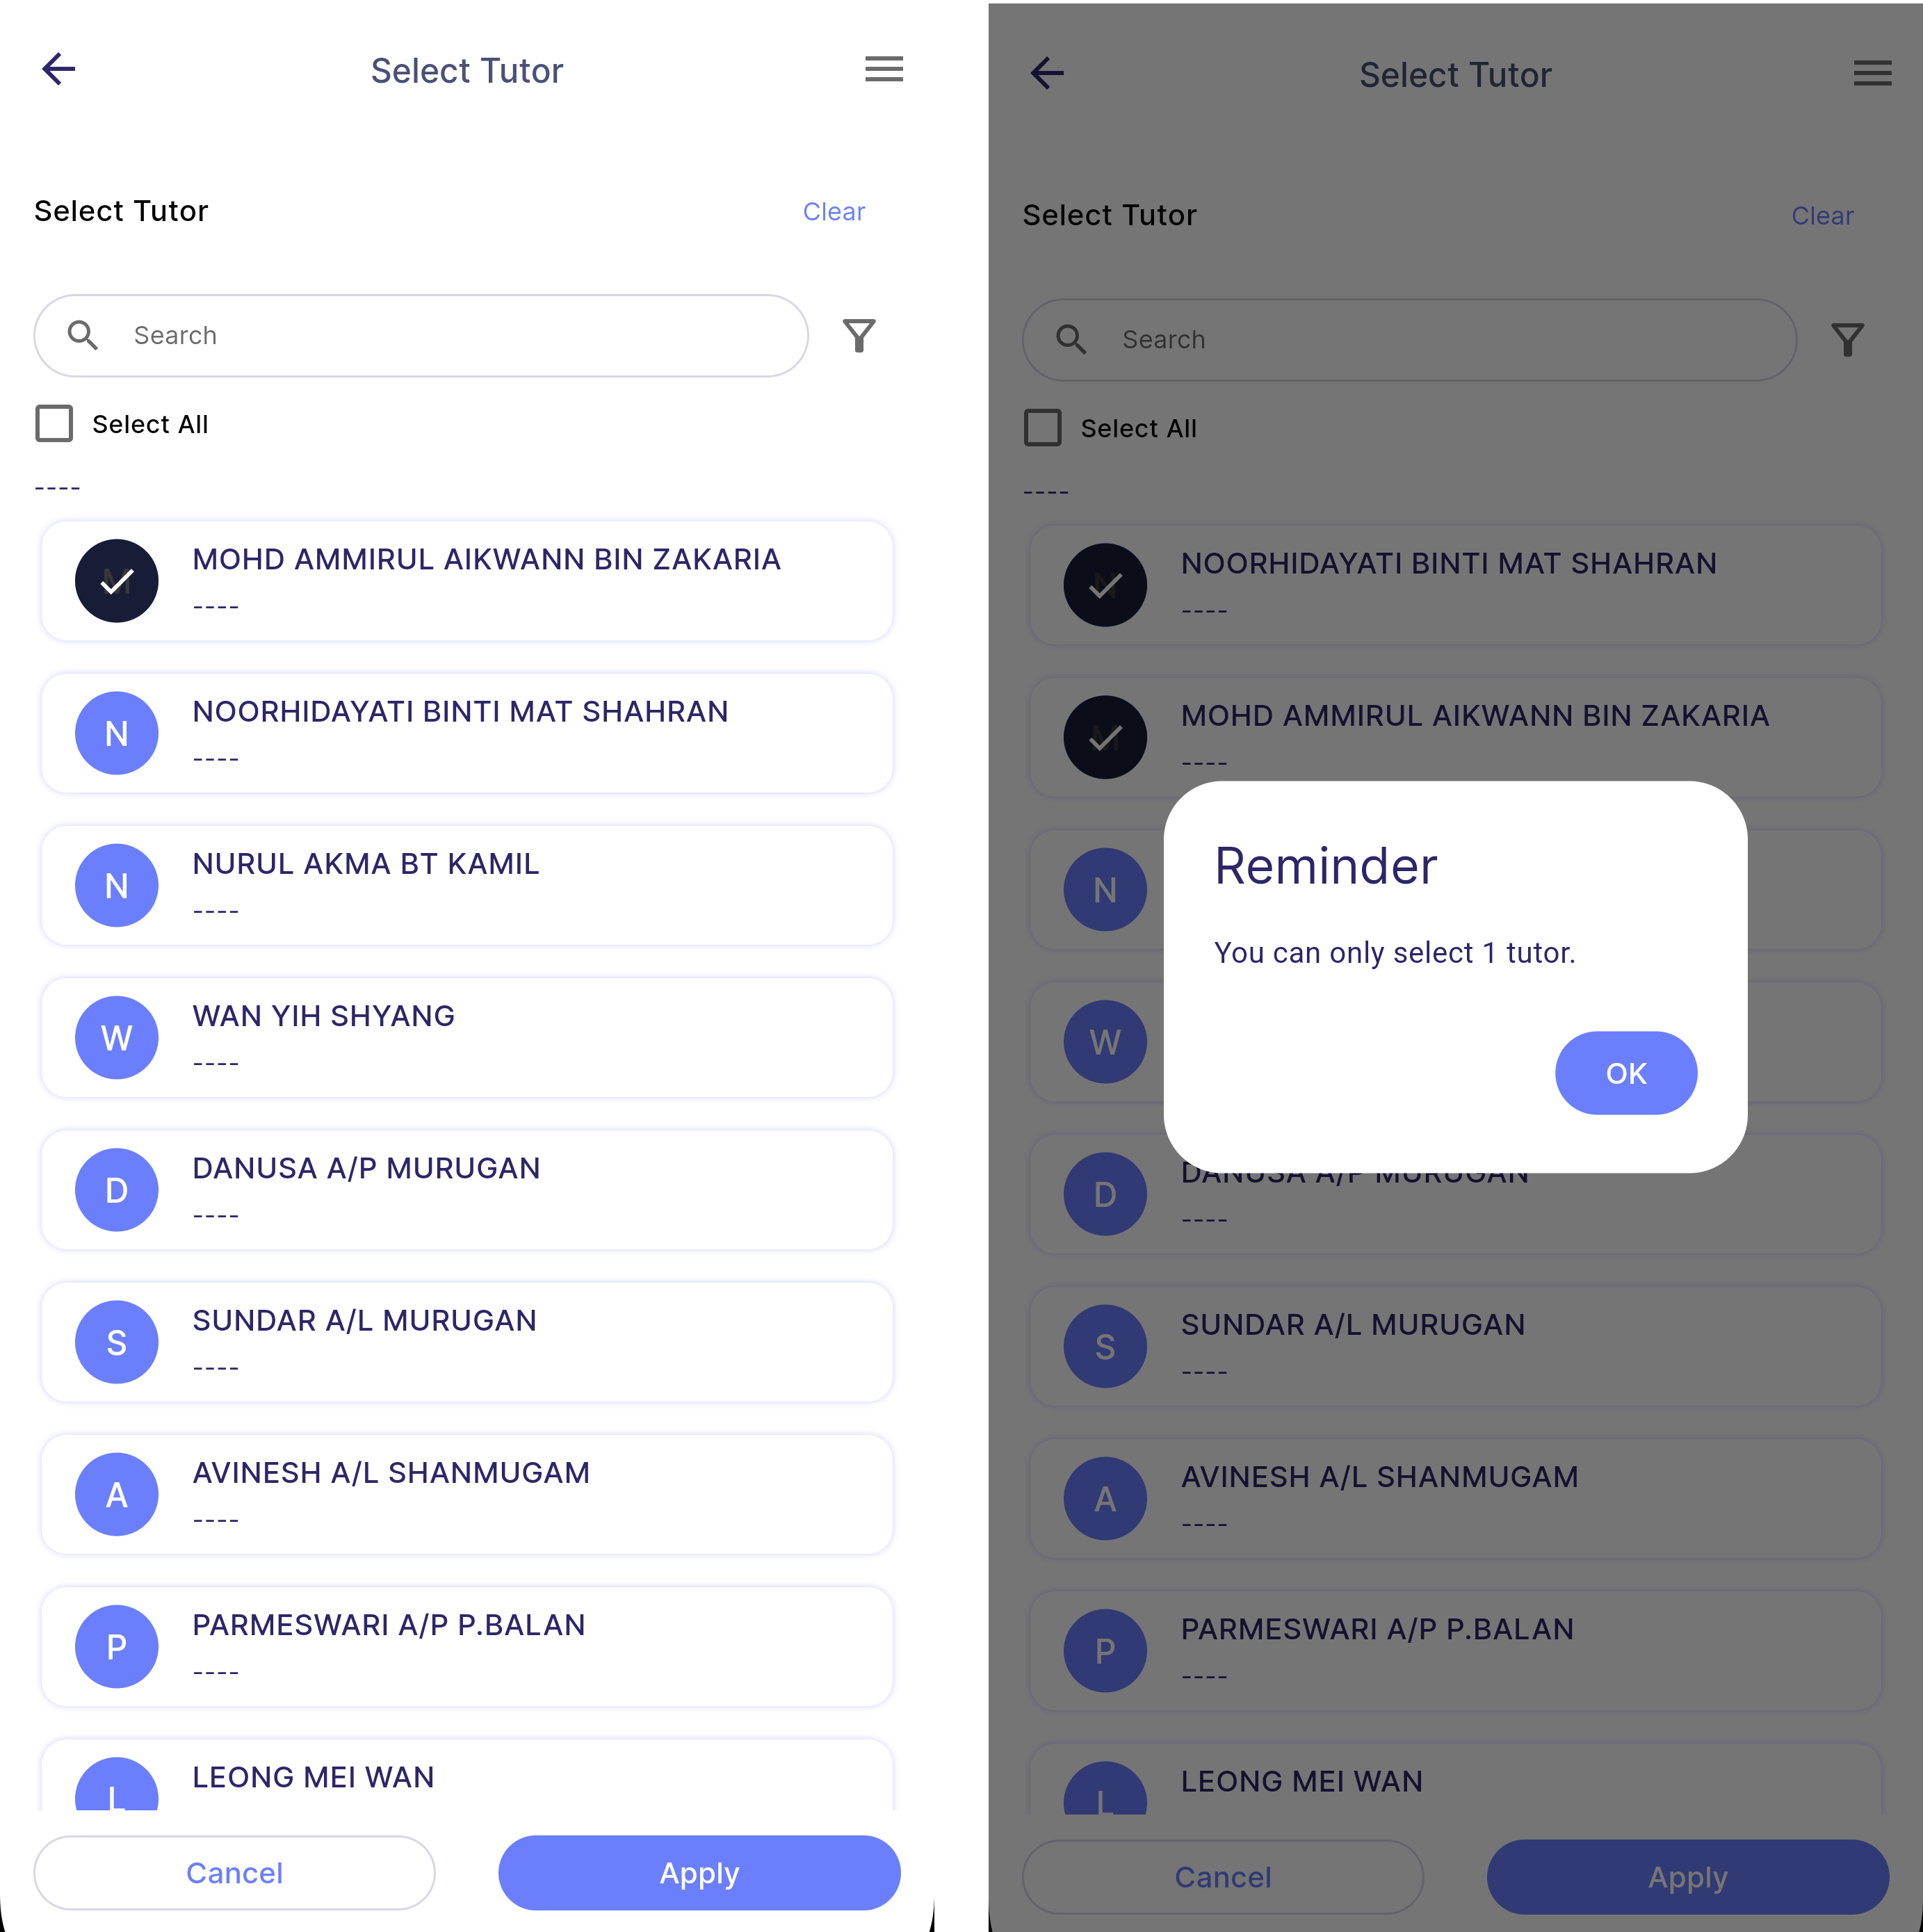 Select Tutor
Select Tutor
Clear
Search
Select All
----
MOHD AMMIRUL AIKWANN BIN ZAKARIA
----
N
NOORHIDAYATI BINTI MAT SHAHRAN
----
N
NURUL AKMA BT KAMIL
----
W
WAN YIH SHYANG
----
D
DANUSA A/P MURUGAN
----
S
SUNDAR A/L MURUGAN
----
A
AVINESH A/L SHANMUGAM
----
P
PARMESWARI A/P P.BALAN
----
L
LEONG MEI WAN
Cancel
Apply
Select Tutor
Select Tutor
Clear
Search
Select All
----
NOORHIDAYATI BINTI MAT SHAHRAN
----
MOHD AMMIRUL AIKWANN BIN ZAKARIA
----
N
W
Reminder
You can only select 1 tutor.
OK
D
DANUSA A/P MURUGAN
----
S
SUNDAR A/L MURUGAN
----
A
AVINESH A/L SHANMUGAM
----
P
PARMESWARI A/P P.BALAN
----
L
LEONG MEI WAN
Cancel
Apply